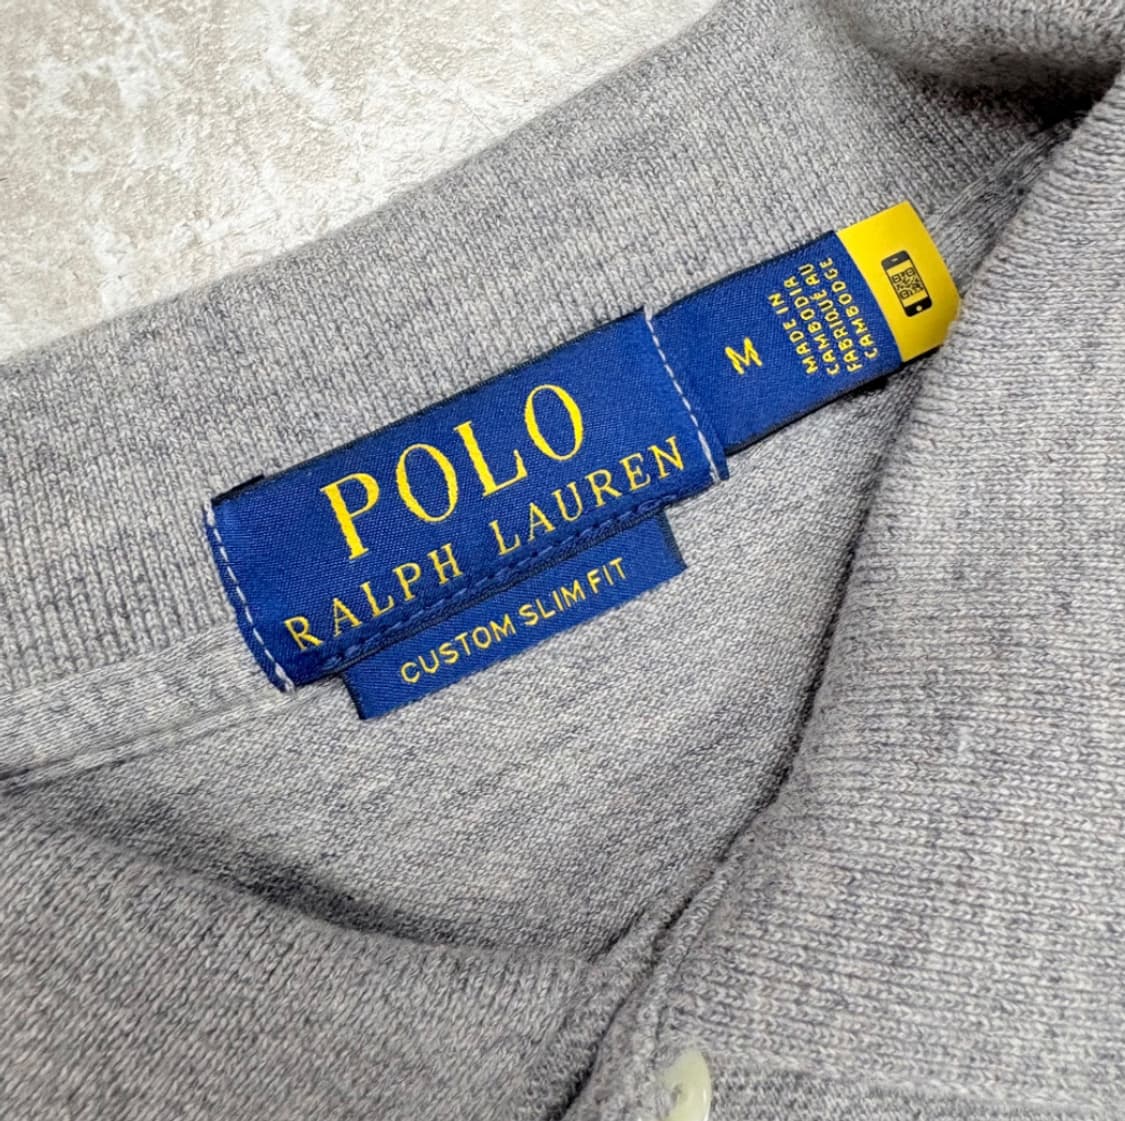 POLO
RALPH LAUREN
CUSTOM SLIM FIT
M
MADE IN
CAMBODIA
FABRIQUÉ AU
CAMBODGE